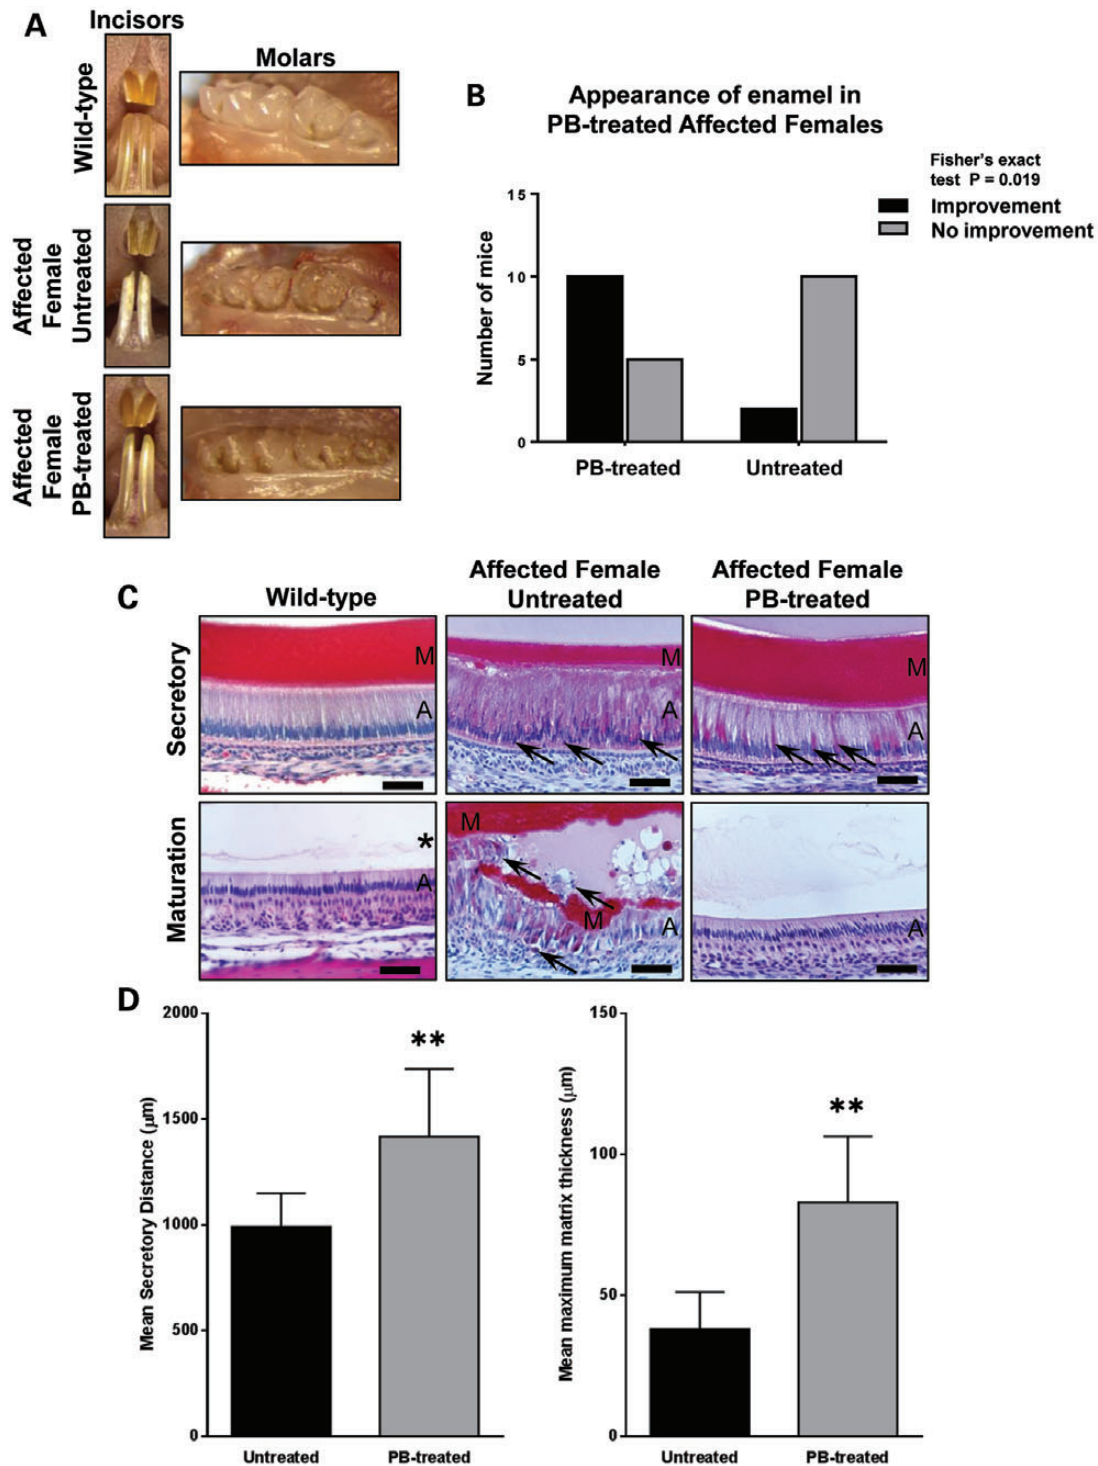 A
Incisors
Molars
Wild-type
Affected
Female
Untreated
Affected
Female
PB-treated
B
Appearance of enamel in
PB-treated Affected Females
Fisher's exact
test P = 0.019
Improvement
No improvement
Number of mice
15
10
5
0
PB-treated
Untreated
C
Wild-type
Affected Female
Untreated
Affected Female
PB-treated
Secretory
M
A
M
A
M
A
Maturation
*
A
M
M
A
A
D
Mean Secretory Distance (μm)
2000
1500
1000
500
0
**
Untreated
PB-treated
Mean maximum matrix thickness (μm)
150
100
50
0
**
Untreated
PB-treated